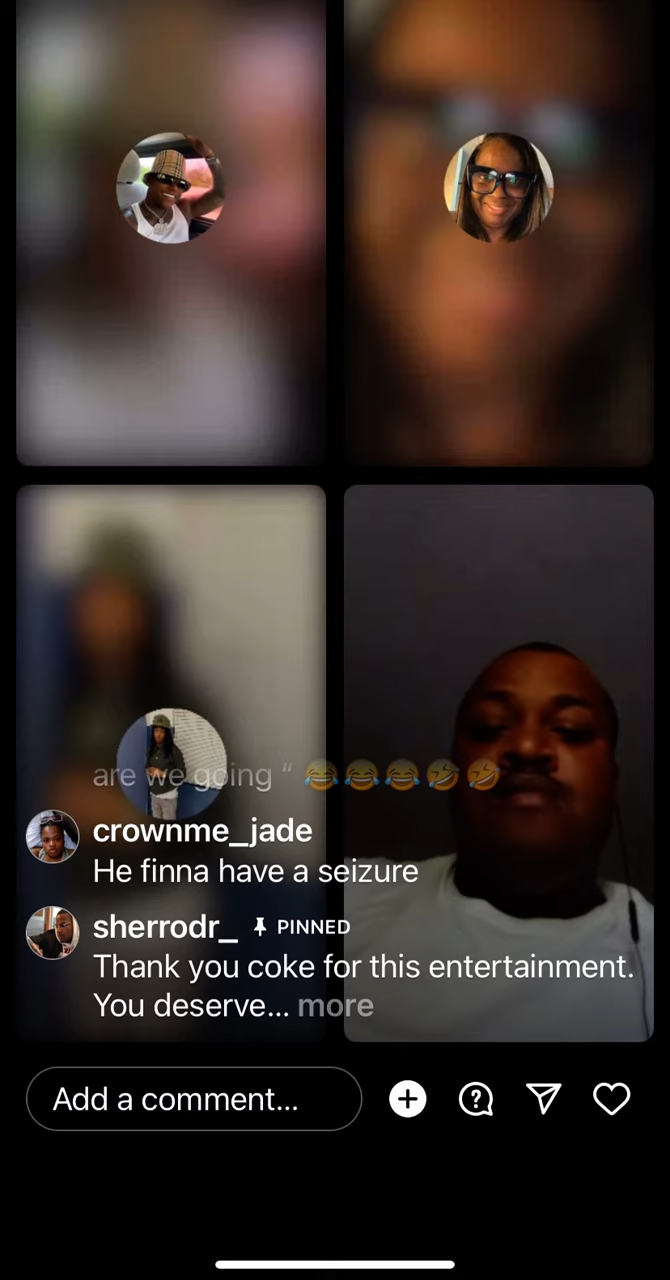 are we going “ 😂😂😂🤣🤣
crownme_jade
He finna have a seizure
sherrodr_ PINNED
Thank you coke for this entertainment.
You deserve... more
Add a comment...